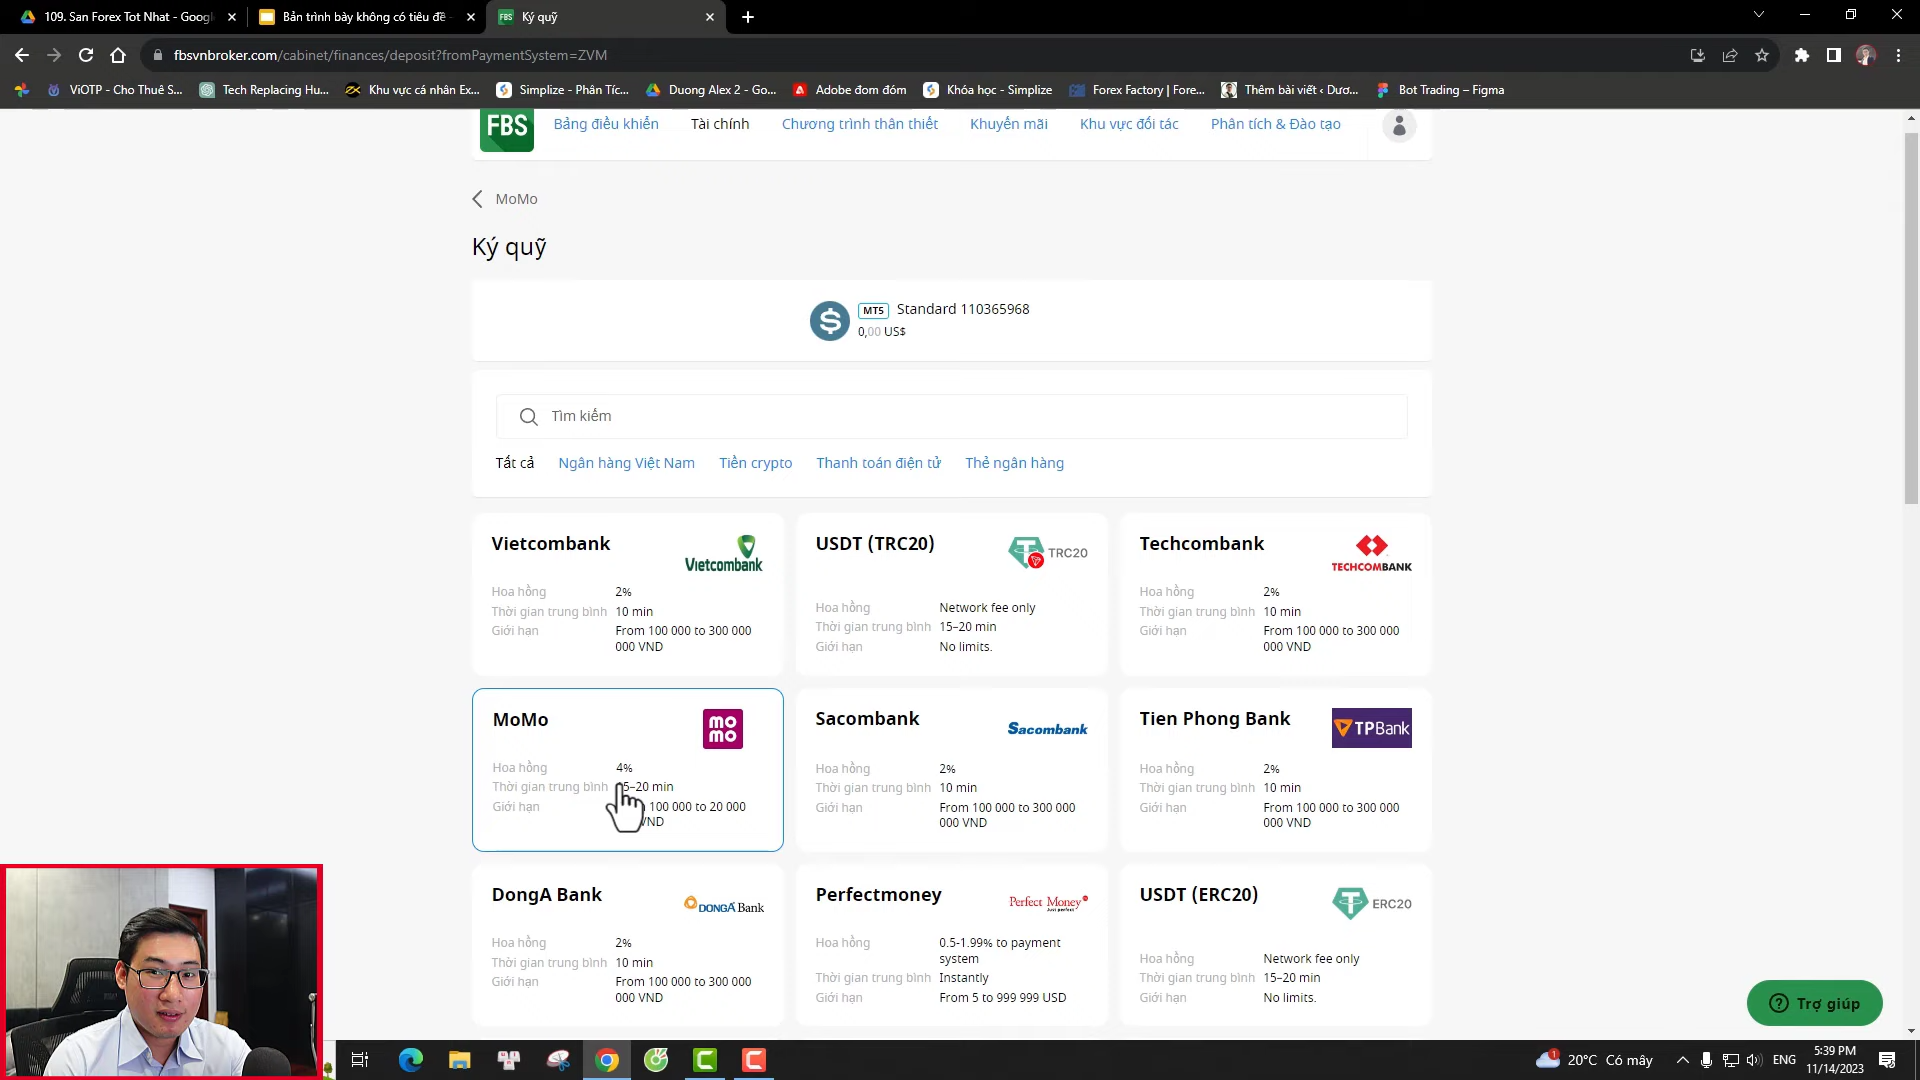 109. San Forex Tot Nhat - Googl
Bản trình bày không có tiêu đề -
FBS Ký quỹ
fbsvnbroker.com/cabinet/finances/deposit?fromPaymentSystem=ZVM
ViOTP - Cho Thuê S...
Tech Replacing Hu...
Khu vực cá nhân Ex...
Simplize - Phân Tíc...
Duong Alex 2 - Go...
Adobe đom đóm
Khóa học - Simplize
Forex Factory | Fore...
Thêm bài viết ‹ Dươ...
Bot Trading – Figma
FBS
Bảng điều khiển
Tài chính
Chương trình thân thiết
Khuyến mãi
Khu vực đối tác
Phân tích & Đào tạo
MoMo
Ký quỹ
MT5 Standard 110365968
0,00 US$
Tìm kiếm
Tất cả
Ngân hàng Việt Nam
Tiền crypto
Thanh toán điện tử
Thẻ ngân hàng
Vietcombank
Vietcombank
Hoa hồng 2%
Thời gian trung bình 10 min
Giới hạn From 100 000 to 300 000
000 VND
USDT (TRC20)
TRC20
Hoa hồng Network fee only
Thời gian trung bình 15–20 min
Giới hạn No limits.
Techcombank
TECHCOMBANK
Hoa hồng 2%
Thời gian trung bình 10 min
Giới hạn From 100 000 to 300 000
000 VND
MoMo
mo
mo
Hoa hồng 4%
Thời gian trung bình 5–20 min
Giới hạn 100 000 to 20 000
VND
Sacombank
Sacombank
Hoa hồng 2%
Thời gian trung bình 10 min
Giới hạn From 100 000 to 300 000
000 VND
Tien Phong Bank
TPBank
Hoa hồng 2%
Thời gian trung bình 10 min
Giới hạn From 100 000 to 300 000
000 VND
DongA Bank
DONGA Bank
Hoa hồng 2%
Thời gian trung bình 10 min
Giới hạn From 100 000 to 300 000
000 VND
Perfectmoney
Perfect Money
Just perfect
Hoa hồng 0.5-1.99% to payment
system
Thời gian trung bình Instantly
Giới hạn From 5 to 999 999 USD
USDT (ERC20)
ERC20
Hoa hồng Network fee only
Thời gian trung bình 15–20 min
Giới hạn No limits.
Trợ giúp
1
20°C Có mây
ENG
5:39 PM
11/14/2023